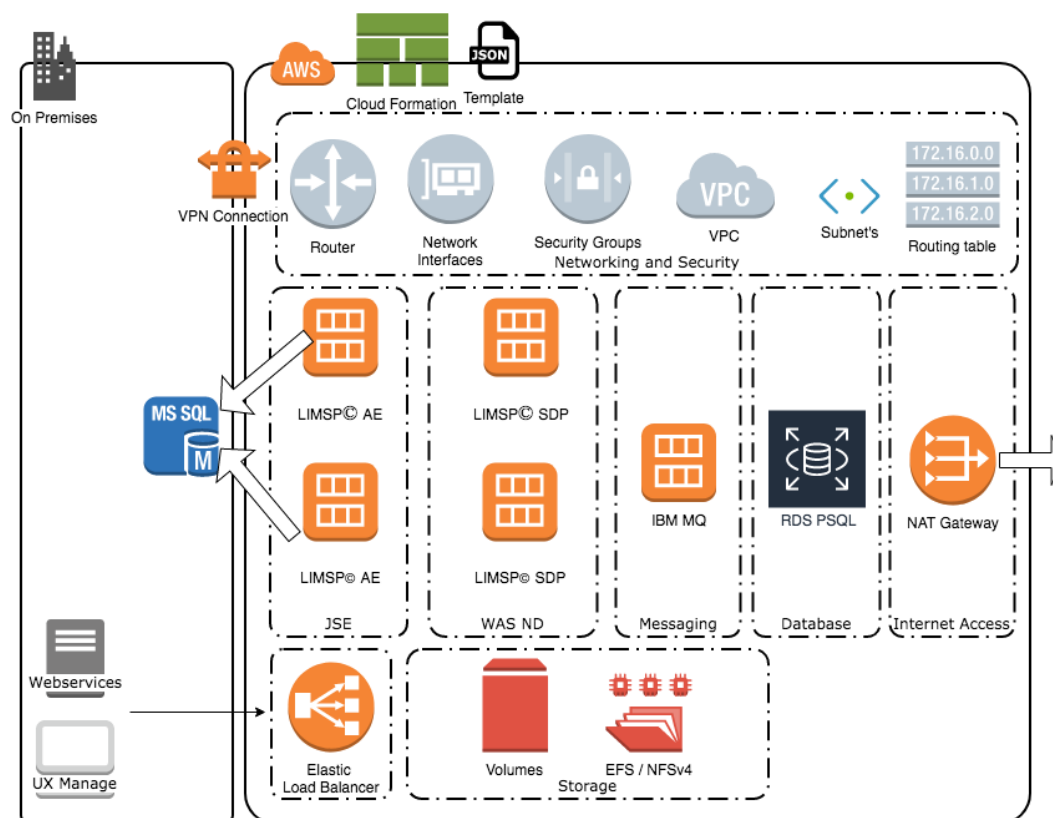 On Premises
AWS
Cloud Formation
JSON
Template
VPN Connection
Router
Network
Interfaces
Security Groups
VPC
VPC
Subnet's
172.16.0.0
172.16.1.0
172.16.2.0
Routing table
Networking and Security
MS SQL
M
LIMSP© AE
LIMSP© SDP
LIMSP© AE
LIMSP© SDP
IBM MQ
RDS PSQL
NAT Gateway
JSE
WAS ND
Messaging
Database
Internet Access
Webservices
UX Manage
Elastic
Load Balancer
Volumes
EFS / NFSv4
Storage